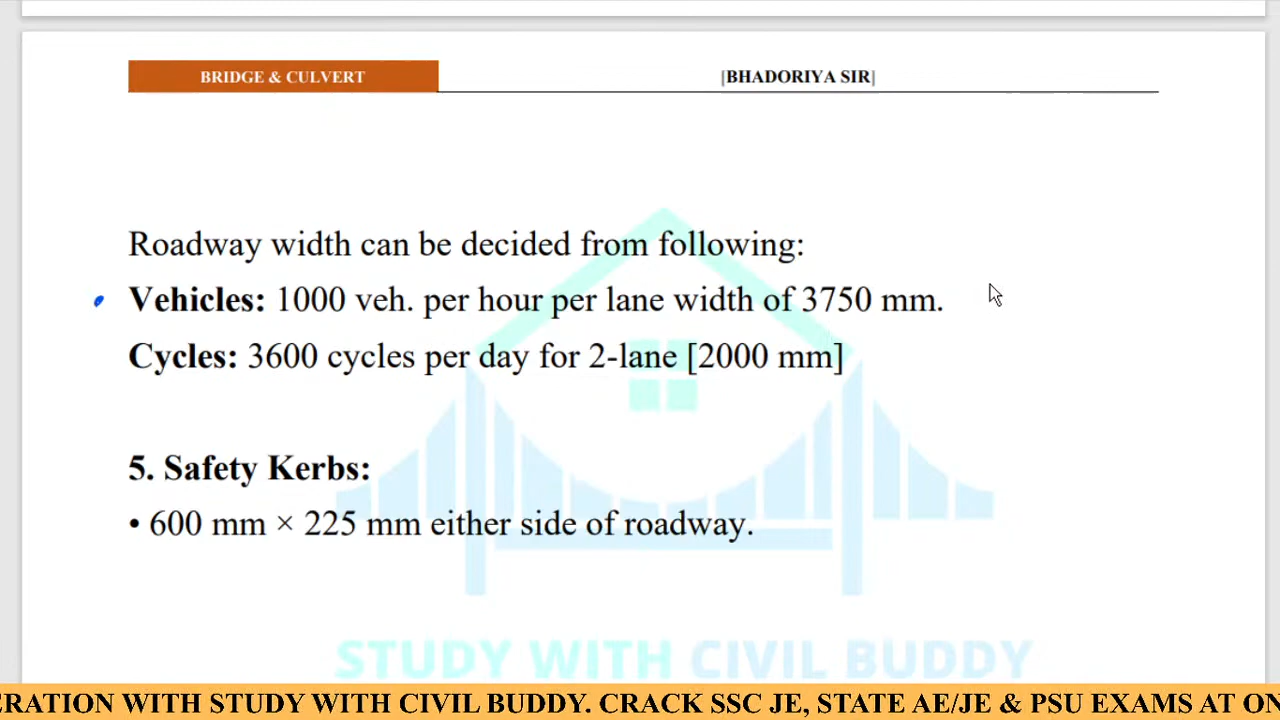 BRIDGE & CULVERT
|BHADORIYA SIR|
Roadway width can be decided from following:
Vehicles: 1000 veh. per hour per lane width of 3750 mm.
Cycles: 3600 cycles per day for 2-lane [2000 mm]
5. Safety Kerbs:
• 600 mm × 225 mm either side of roadway.
STUDY WITH CIVIL BUDDY
ERATION WITH STUDY WITH CIVIL BUDDY. CRACK SSC JE, STATE AE/JE & PSU EXAMS AT ON